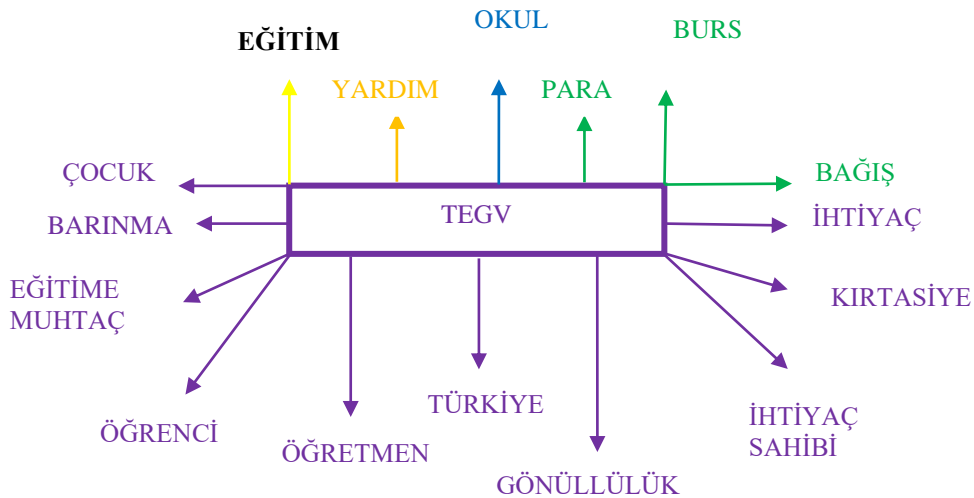 OKUL
BURS
EĞİTİM
YARDIM
PARA
ÇOCUK
BAĞIŞ
TEGV
BARINMA
İHTİYAÇ
EĞİTİME
MUHTAÇ
KIRTASİYE
TÜRKİYE
ÖĞRENCİ
İHTİYAÇ
SAHİBİ
ÖĞRETMEN
GÖNÜLLÜLÜK